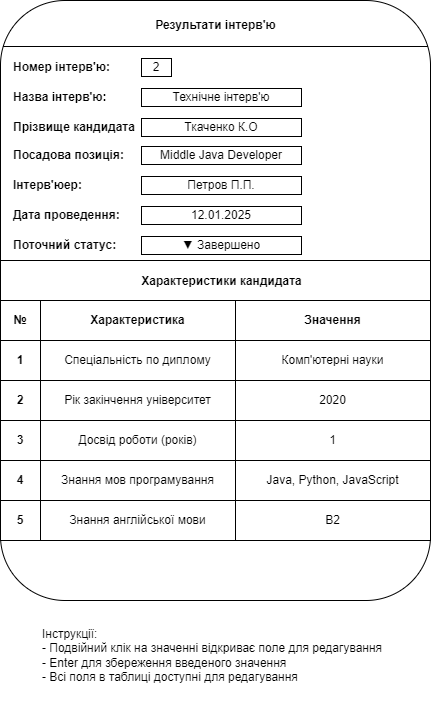 Результати інтерв'ю
Номер інтерв'ю: 2
Назва інтерв'ю: Технічне інтерв'ю
Прізвище кандидата Ткаченко К.О
Посадова позиція: Middle Java Developer
Інтерв'юер: Петров П.П.
Дата проведення: 12.01.2025
Поточний статус: ▼ Завершено
Характеристики кандидата
№ Характеристика Значення
1 Спеціальність по диплому Комп'ютерні науки
2 Рік закінчення університет 2020
3 Досвід роботи (років) 1
4 Знання мов програмування Java, Python, JavaScript
5 Знання англійської мови B2
Інструкції:
- Подвійний клік на значенні відкриває поле для редагування
- Enter для збереження введеного значення
- Всі поля в таблиці доступні для редагування